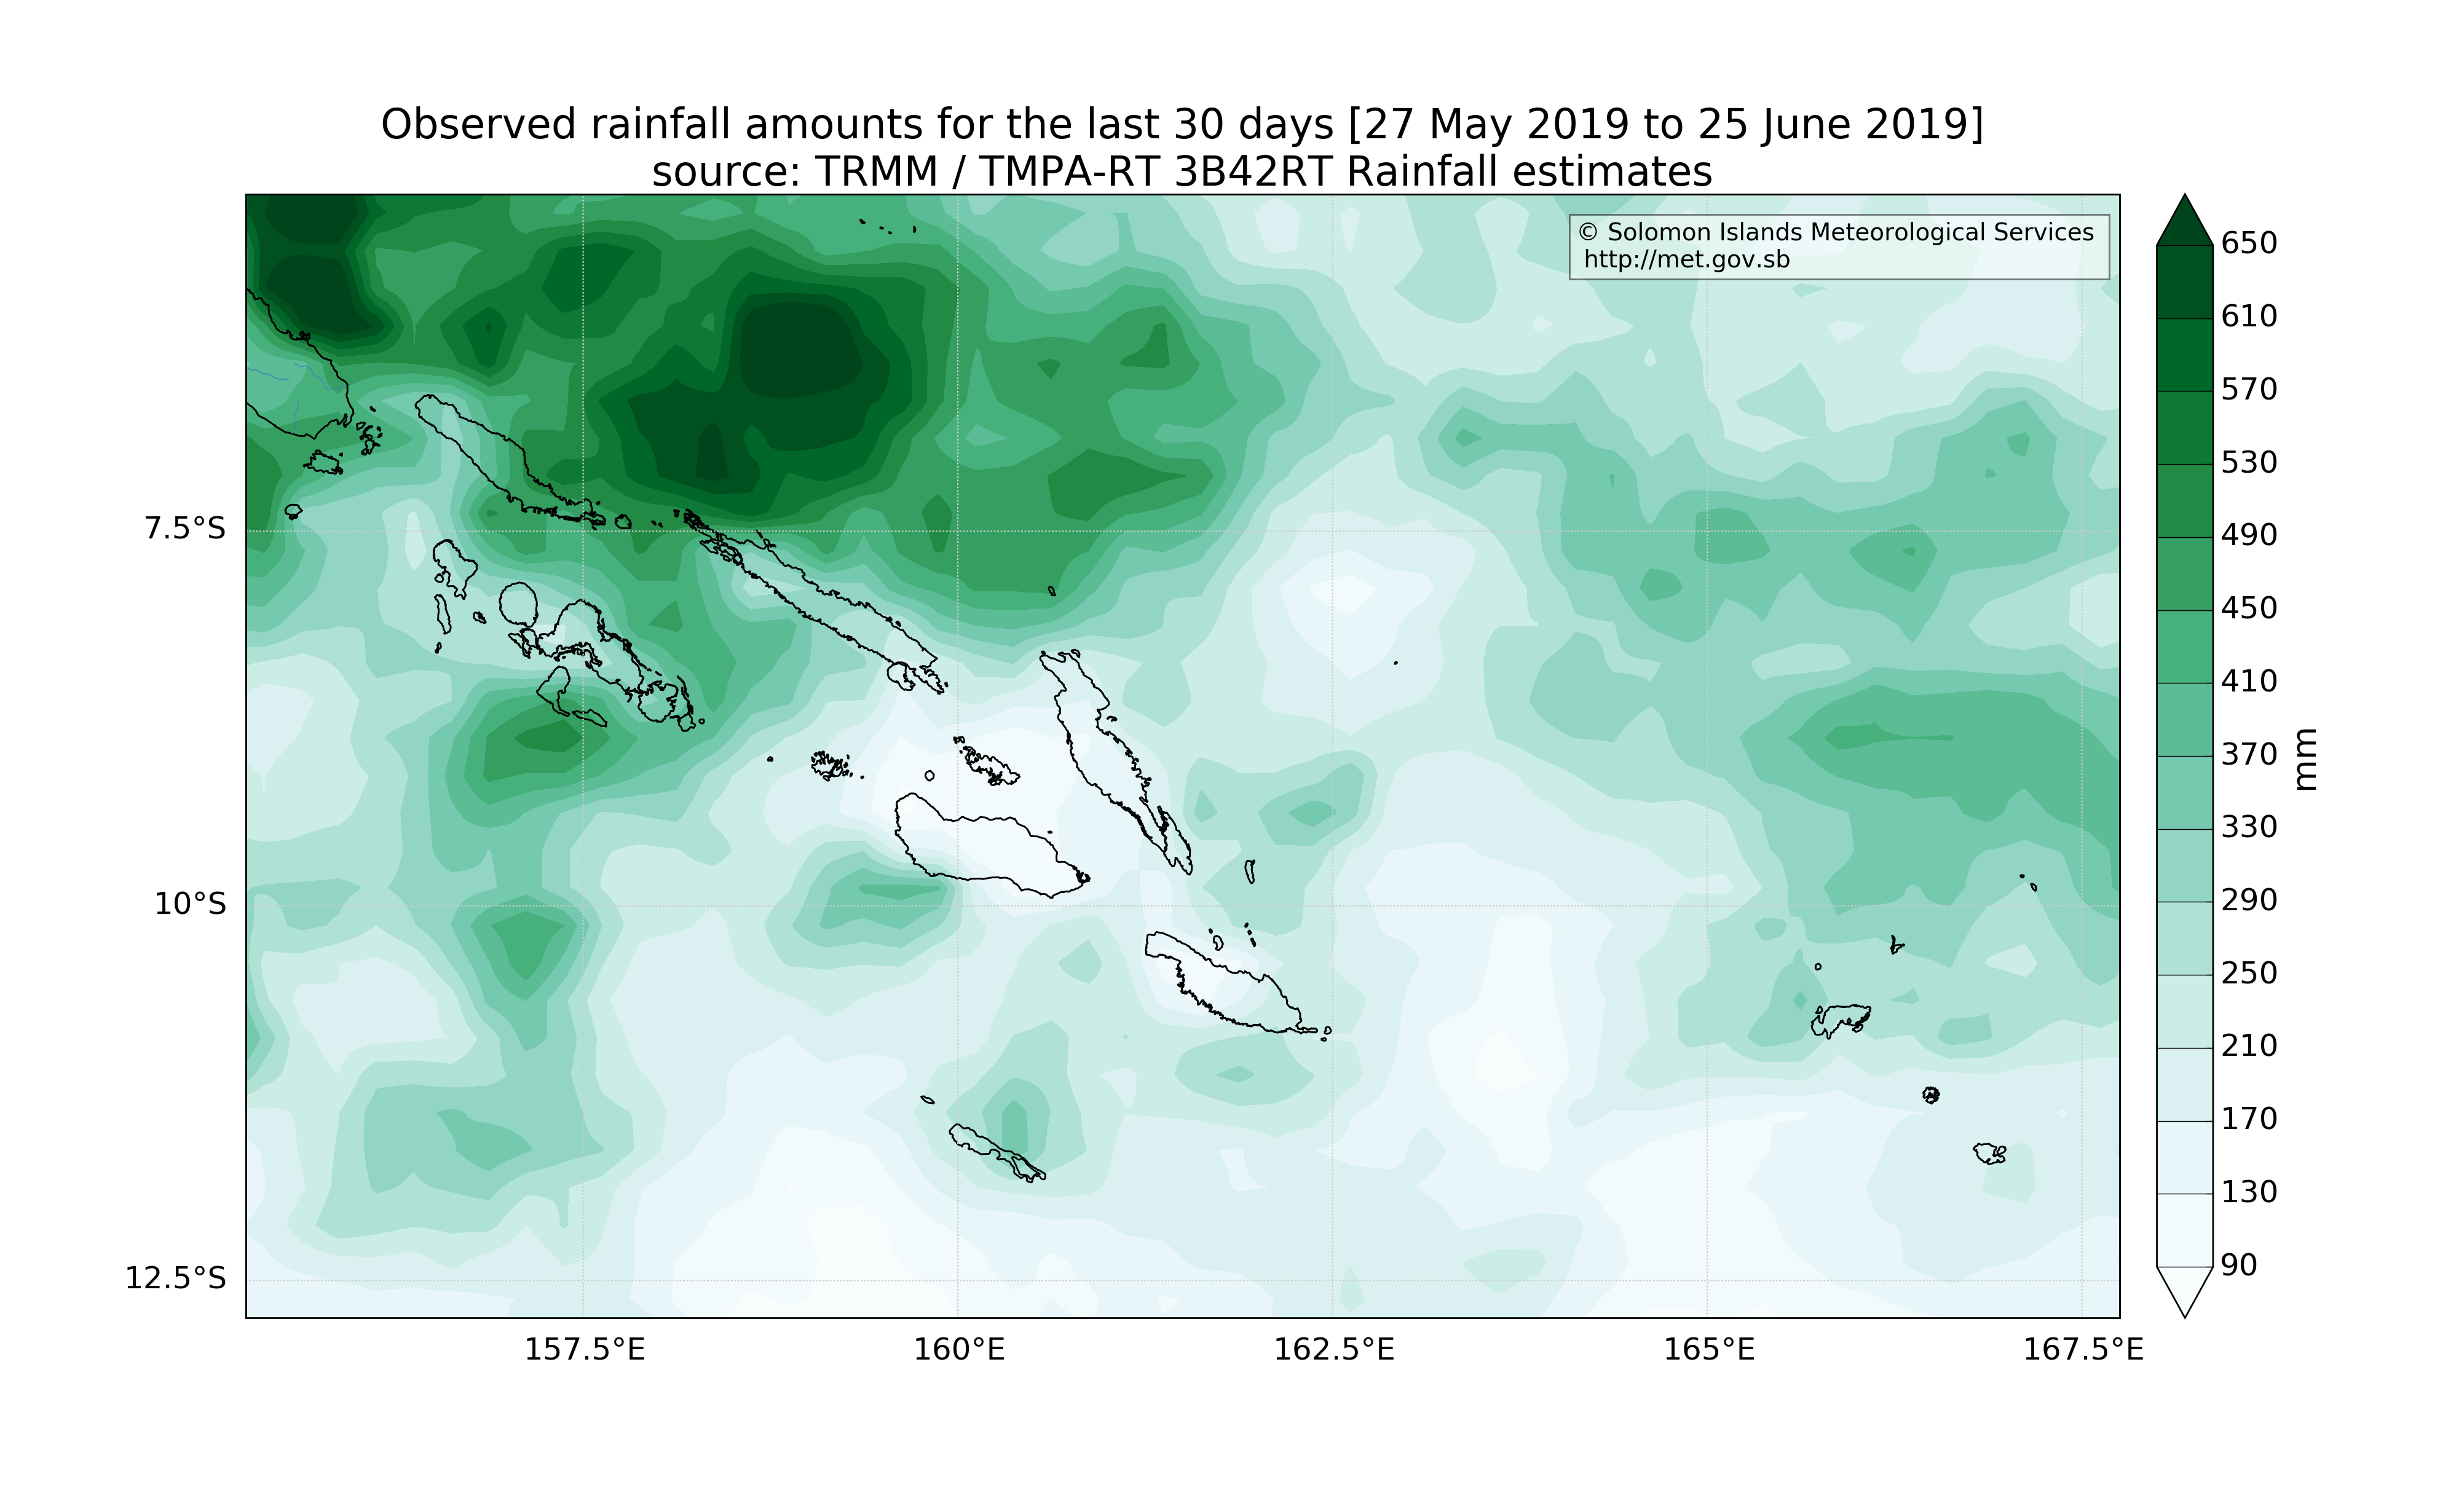 Observed rainfall amounts for the last 30 days [27 May 2019 to 25 June 2019]
source: TRMM / TMPA-RT 3B42RT Rainfall estimates
© Solomon Islands Meteorological Services
http://met.gov.sb
7.5°S
10°S
12.5°S
157.5°E
160°E
162.5°E
165°E
167.5°E
650
610
570
530
490
450
410
370
330
290
250
210
170
130
90
mm